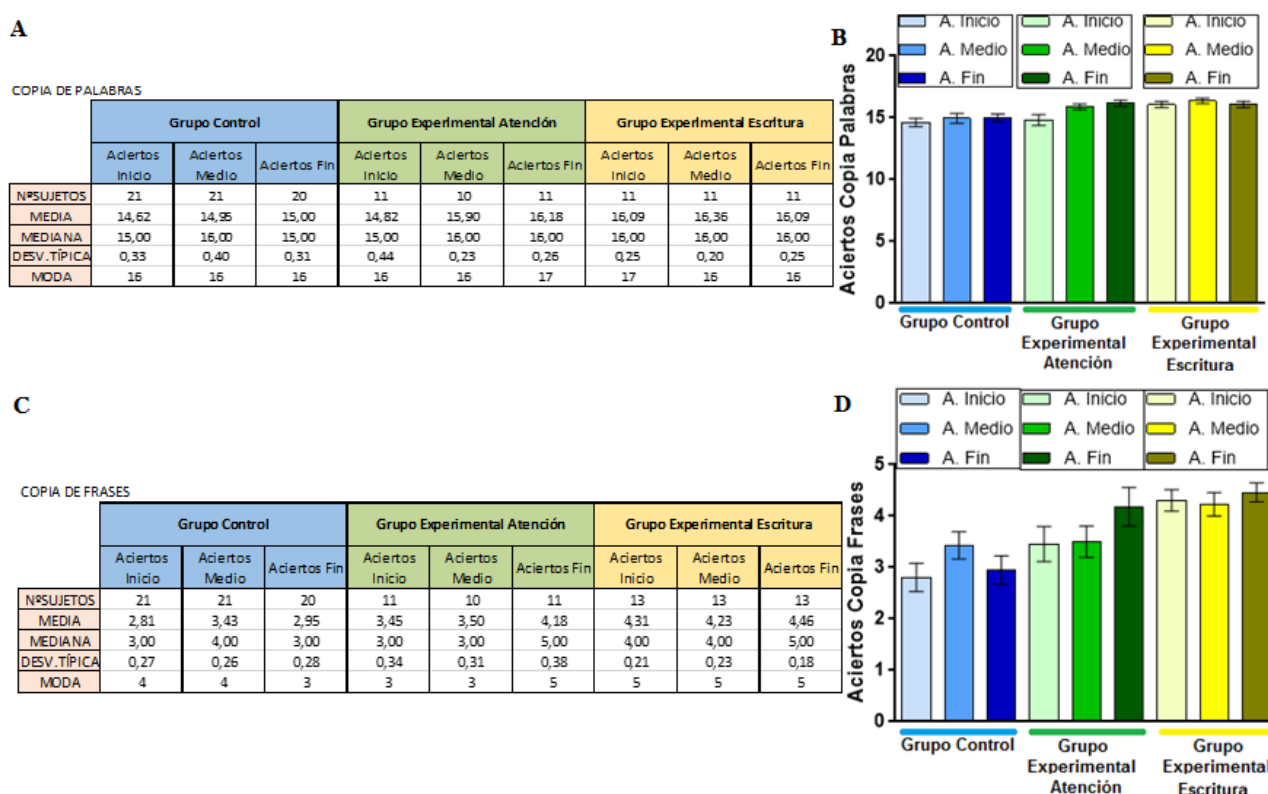 A
COPIA DE PALABRAS
Grupo Control Grupo Experimental Atención Grupo Experimental Escritura
Aciertos Inicio Aciertos Medio Aciertos Fin Aciertos Inicio Aciertos Medio Aciertos Fin Aciertos Inicio Aciertos Medio Aciertos Fin
NºSUJETOS 21 21 20 11 10 11 11 11 11
MEDIA 14,62 14,95 15,00 14,82 15,90 16,18 16,09 16,36 16,09
MEDIANA 15,00 16,00 15,00 15,00 16,00 16,00 16,00 16,00 16,00
DESV.TÍPICA 0,33 0,40 0,31 0,44 0,23 0,26 0,25 0,20 0,25
MODA 16 16 16 16 16 17 17 16 16
B
A. Inicio A. Inicio A. Inicio
A. Medio A. Medio A. Medio
A. Fin A. Fin A. Fin
Aciertos Copia Palabras
20
15
10
5
0
Grupo Control
Grupo
Experimental
Atención
Grupo
Experimental
Escritura
C
COPIA DE FRASES
Grupo Control Grupo Experimental Atención Grupo Experimental Escritura
Aciertos Inicio Aciertos Medio Aciertos Fin Aciertos Inicio Aciertos Medio Aciertos Fin Aciertos Inicio Aciertos Medio Aciertos Fin
NºSUJETOS 21 21 20 11 10 11 13 13 13
MEDIA 2,81 3,43 2,95 3,45 3,50 4,18 4,31 4,23 4,46
MEDIANA 3,00 4,00 3,00 3,00 3,00 5,00 4,00 4,00 5,00
DESV.TÍPICA 0,27 0,26 0,28 0,34 0,31 0,38 0,21 0,23 0,18
MODA 4 4 3 3 3 5 5 5 5
D
A. Inicio A. Inicio A. Inicio
A. Medio A. Medio A. Medio
A. Fin A. Fin A. Fin
Aciertos Copia Frases
5
4
3
2
1
0
Grupo Control
Grupo
Experimental
Atención
Grupo
Experimental
Escritura